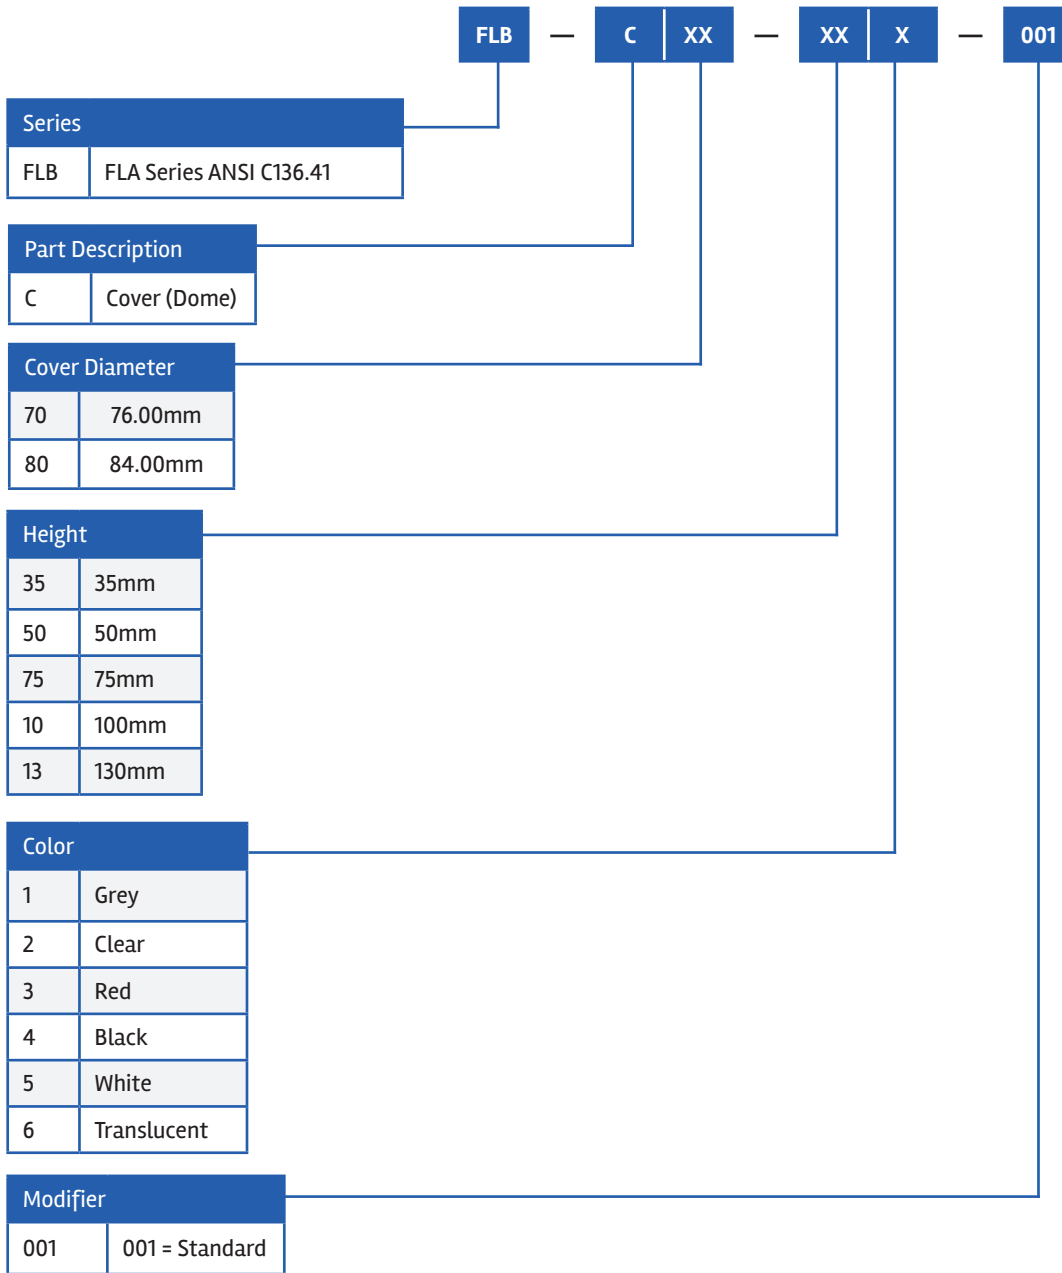 FLB — C XX — XX X — 001
Series
FLB FLA Series ANSI C136.41
Part Description
C Cover (Dome)
Cover Diameter
70 76.00mm
80 84.00mm
Height
35 35mm
50 50mm
75 75mm
10 100mm
13 130mm
Color
1 Grey
2 Clear
3 Red
4 Black
5 White
6 Translucent
Modifier
001 001 = Standard